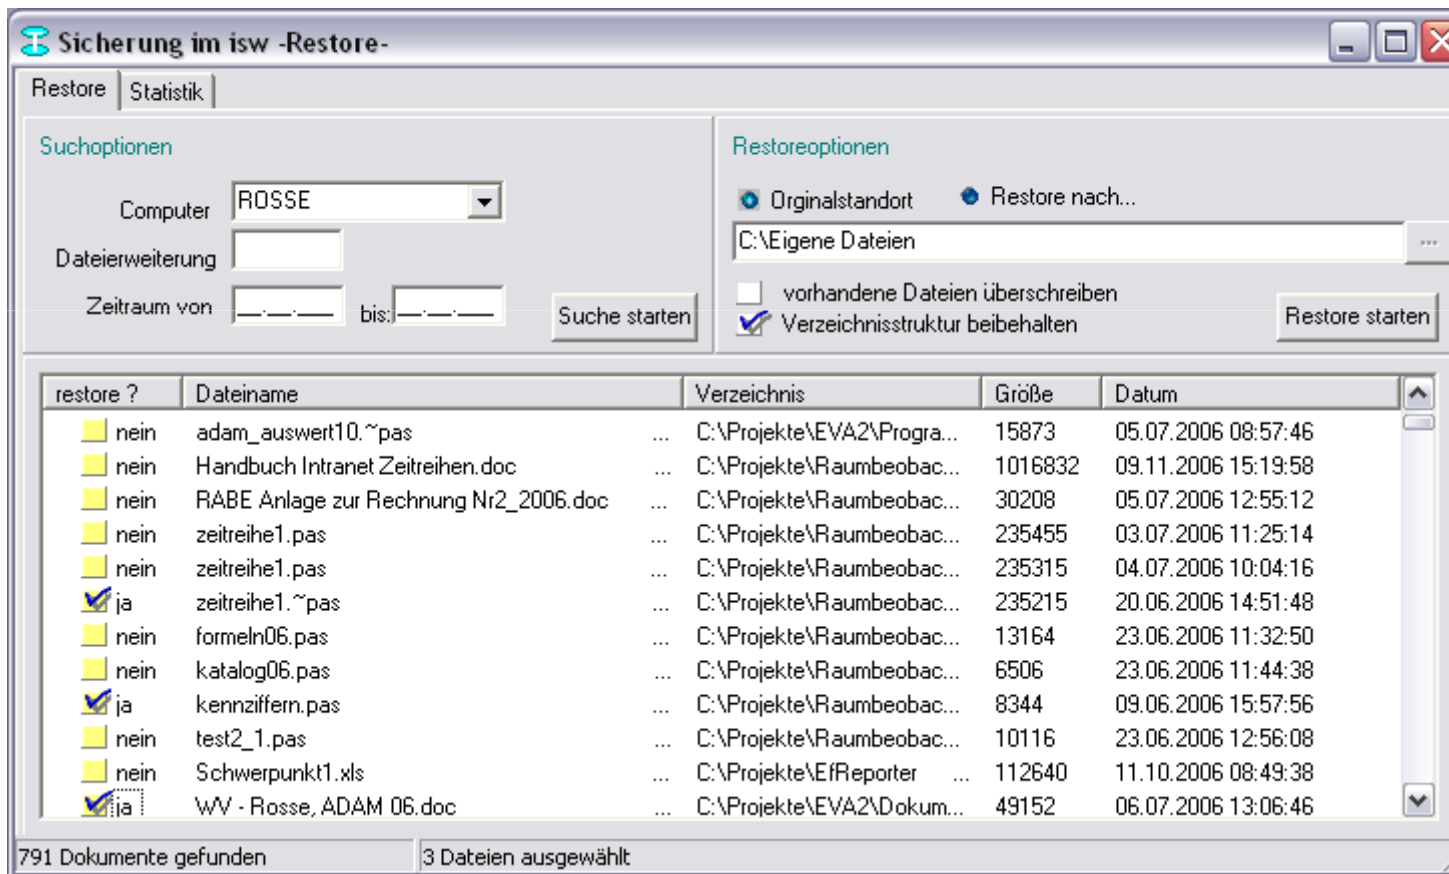 Sicherung im isw -Restore-
Restore Statistik
Suchoptionen
Computer ROSSE
Dateierweiterung
Zeitraum von __.__.___ bis: __.__.___ Suche starten
Restoreoptionen
Orginalstandort Restore nach...
C:\Eigene Dateien ...
vorhandene Dateien überschreiben
Verzeichnisstruktur beibehalten Restore starten
restore ? Dateiname Verzeichnis Größe Datum
nein adam_auswert10.~pas ... C:\Projekte\EVA2\Progra... 15873 05.07.2006 08:57:46
nein Handbuch Intranet Zeitreihen.doc ... C:\Projekte\Raumbeobac... 1016832 09.11.2006 15:19:58
nein RABE Anlage zur Rechnung Nr2_2006.doc ... C:\Projekte\Raumbeobac... 30208 05.07.2006 12:55:12
nein zeitreihe1.pas ... C:\Projekte\Raumbeobac... 235455 03.07.2006 11:25:14
nein zeitreihe1.pas ... C:\Projekte\Raumbeobac... 235315 04.07.2006 10:04:16
ja zeitreihe1.~pas ... C:\Projekte\Raumbeobac... 235215 20.06.2006 14:51:48
nein formeln06.pas ... C:\Projekte\Raumbeobac... 13164 23.06.2006 11:32:50
nein katalog06.pas ... C:\Projekte\Raumbeobac... 6506 23.06.2006 11:44:38
ja kennziffern.pas ... C:\Projekte\Raumbeobac... 8344 09.06.2006 15:57:56
nein test2_1.pas ... C:\Projekte\Raumbeobac... 10116 23.06.2006 12:56:08
nein Schwerpunkt1.xls ... C:\Projekte\EfReporter ... 112640 11.10.2006 08:49:38
ja WV - Rosse, ADAM 06.doc ... C:\Projekte\EVA2\Dokum... 49152 06.07.2006 13:06:46
791 Dokumente gefunden 3 Dateien ausgewählt